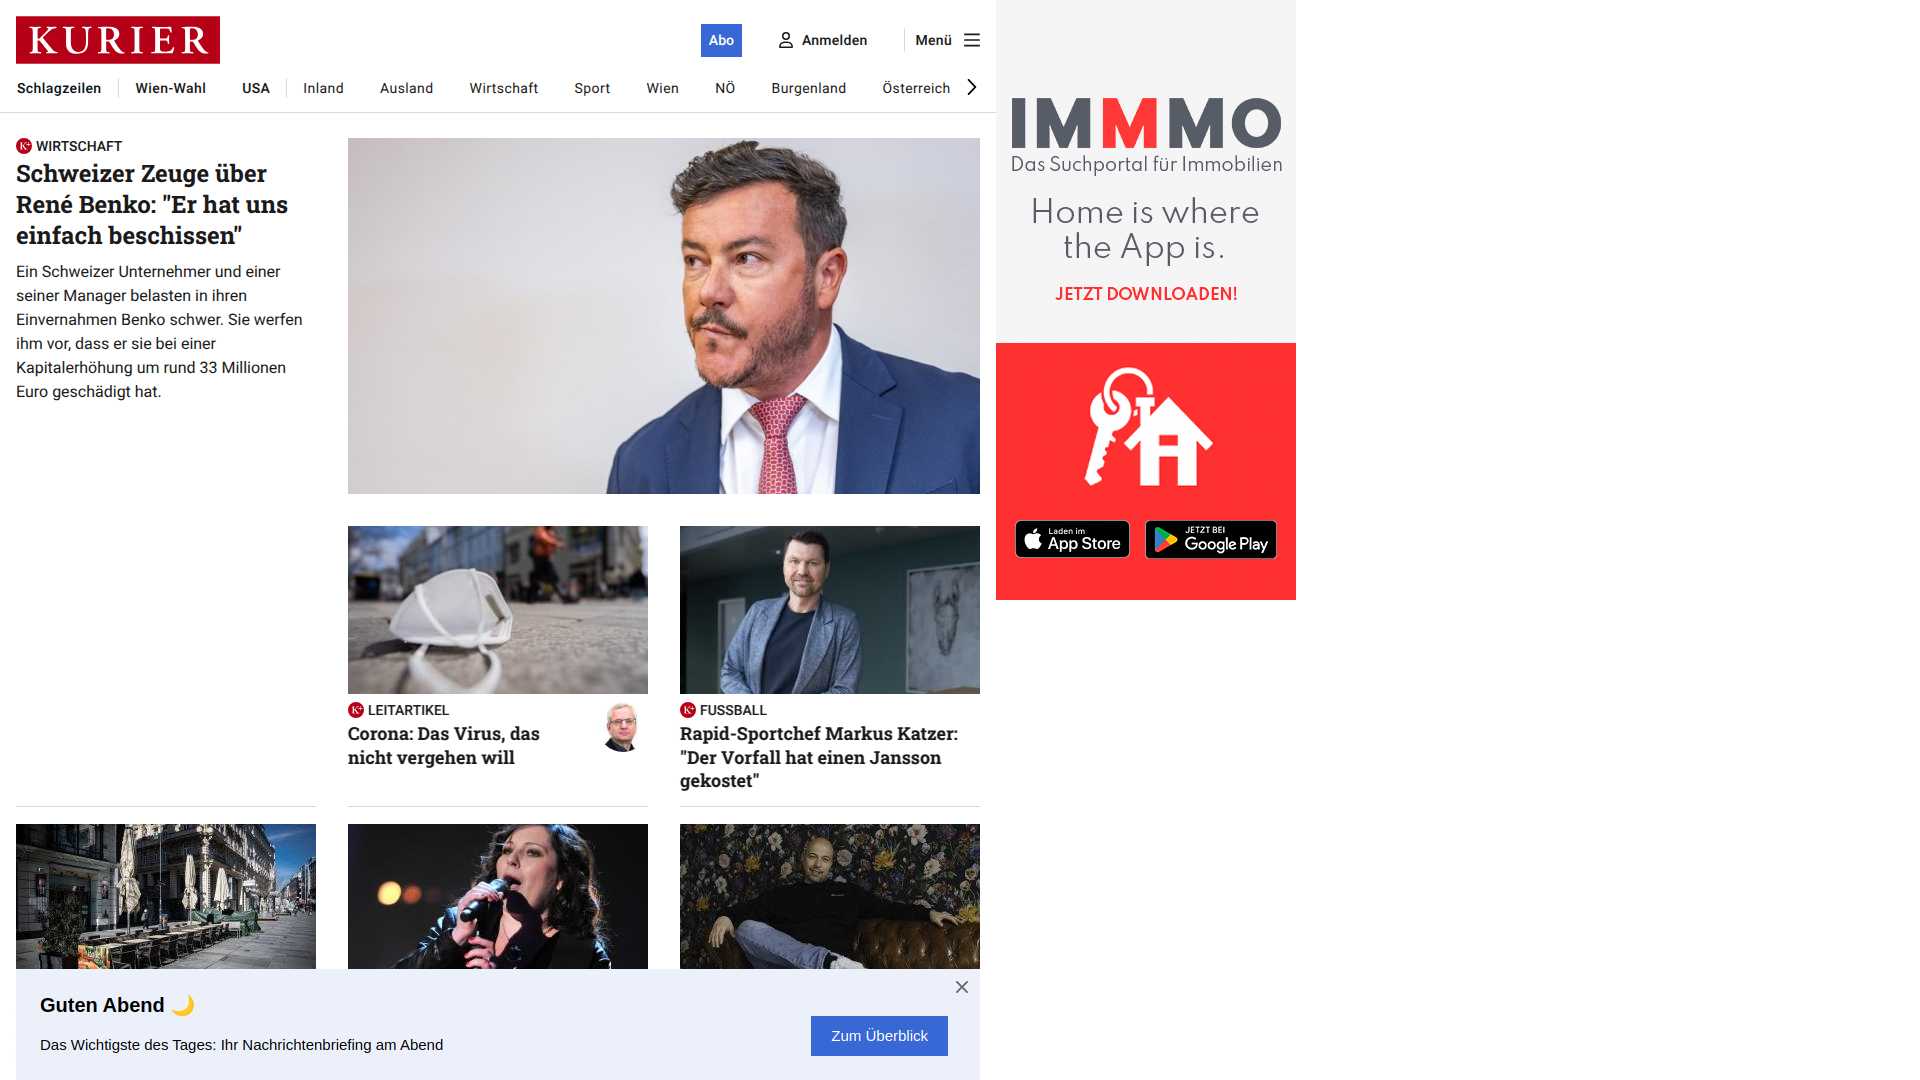 KURIER
Abo
Anmelden
Menü
Schlagzeilen
Wien-Wahl
USA
Inland
Ausland
Wirtschaft
Sport
Wien
NÖ
Burgenland
Österreich
K+ WIRTSCHAFT
Schweizer Zeuge über
René Benko: "Er hat uns
einfach beschissen"
Ein Schweizer Unternehmer und einer
seiner Manager belasten in ihren
Einvernahmen Benko schwer. Sie werfen
ihm vor, dass er sie bei einer
Kapitalerhöhung um rund 33 Millionen
Euro geschädigt hat.
K+ LEITARTIKEL
Corona: Das Virus, das
nicht vergehen will
K+ FUSSBALL
Rapid-Sportchef Markus Katzer:
"Der Vorfall hat einen Jansson
gekostet"
Guten Abend 🌙
Das Wichtigste des Tages: Ihr Nachrichtenbriefing am Abend
Zum Überblick
IMMMO
Das Suchportal für Immobilien
Home is where
the App is.
JETZT DOWNLOADEN!
Laden im
App Store
JETZT BEI
Google Play